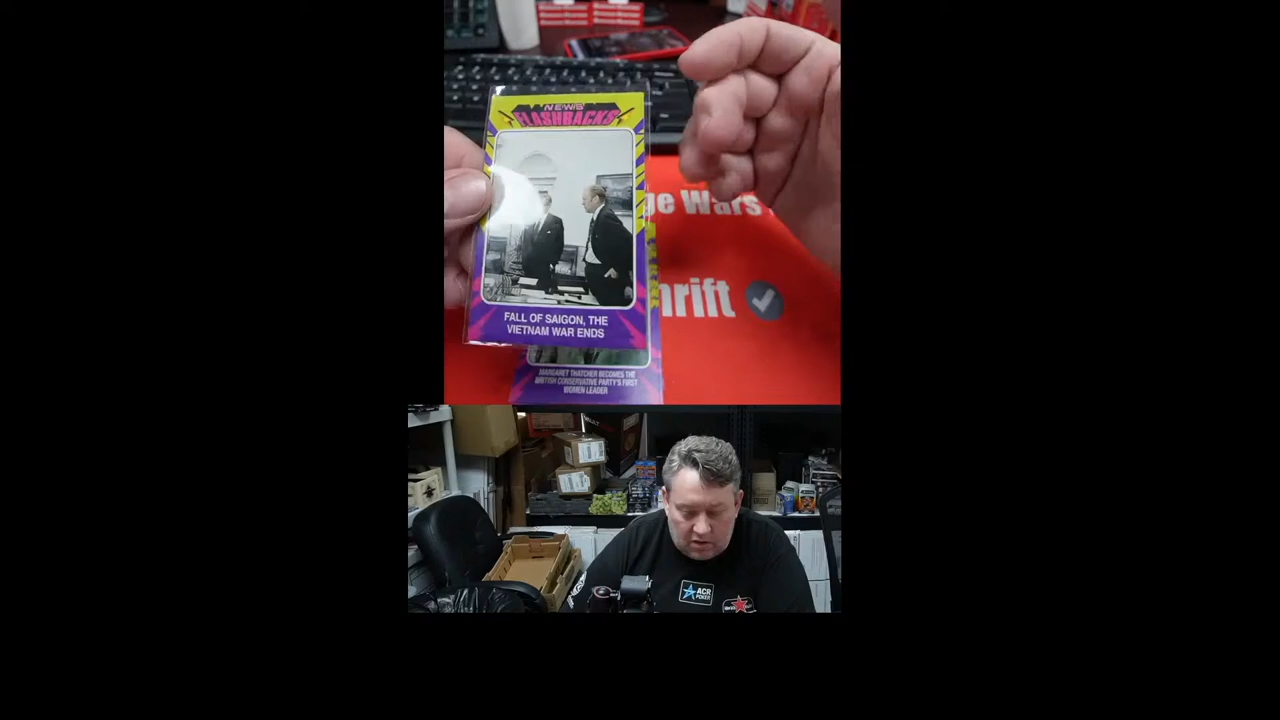 NEWS
FLASHBACKS
FALL OF SAIGON, THE
VIETNAM WAR ENDS
MARGARET THATCHER BECOMES THE
BRITISH CONSERVATIVE PARTY'S FIRST
WOMEN LEADER
ge Wars
hrift
ACR
POKER